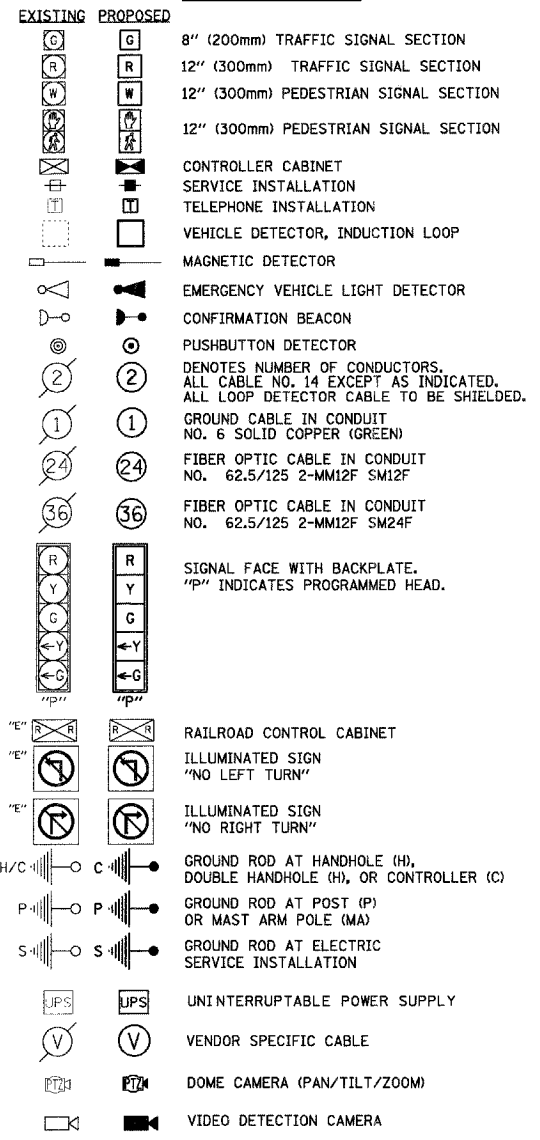 EXISTING PROPOSED
G G 8" (200mm) TRAFFIC SIGNAL SECTION
R R 12" (300mm) TRAFFIC SIGNAL SECTION
W W 12" (300mm) PEDESTRIAN SIGNAL SECTION
12" (300mm) PEDESTRIAN SIGNAL SECTION
CONTROLLER CABINET
SERVICE INSTALLATION
T T TELEPHONE INSTALLATION
VEHICLE DETECTOR, INDUCTION LOOP
MAGNETIC DETECTOR
EMERGENCY VEHICLE LIGHT DETECTOR
CONFIRMATION BEACON
PUSHBUTTON DETECTOR
2 2 DENOTES NUMBER OF CONDUCTORS.
ALL CABLE NO. 14 EXCEPT AS INDICATED.
ALL LOOP DETECTOR CABLE TO BE SHIELDED.
1 1 GROUND CABLE IN CONDUIT
NO. 6 SOLID COPPER (GREEN)
24 24 FIBER OPTIC CABLE IN CONDUIT
NO. 62.5/125 2-MM12F SM12F
36 36 FIBER OPTIC CABLE IN CONDUIT
NO. 62.5/125 2-MM12F SM24F
R R
SIGNAL FACE WITH BACKPLATE.
Y Y "P" INDICATES PROGRAMMED HEAD.
G G
←Y ←Y
←G ←G
"P" "P"
"E" R R R R RAILROAD CONTROL CABINET
"E" ILLUMINATED SIGN
"NO LEFT TURN"
"E" ILLUMINATED SIGN
"NO RIGHT TURN"
H/C C GROUND ROD AT HANDHOLE (H),
DOUBLE HANDHOLE (H), OR CONTROLLER (C)
P P GROUND ROD AT POST (P)
OR MAST ARM POLE (MA)
S S GROUND ROD AT ELECTRIC
SERVICE INSTALLATION
UPS UPS UNINTERRUPTABLE POWER SUPPLY
V V VENDOR SPECIFIC CABLE
PTZ PTZ DOME CAMERA (PAN/TILT/ZOOM)
VIDEO DETECTION CAMERA